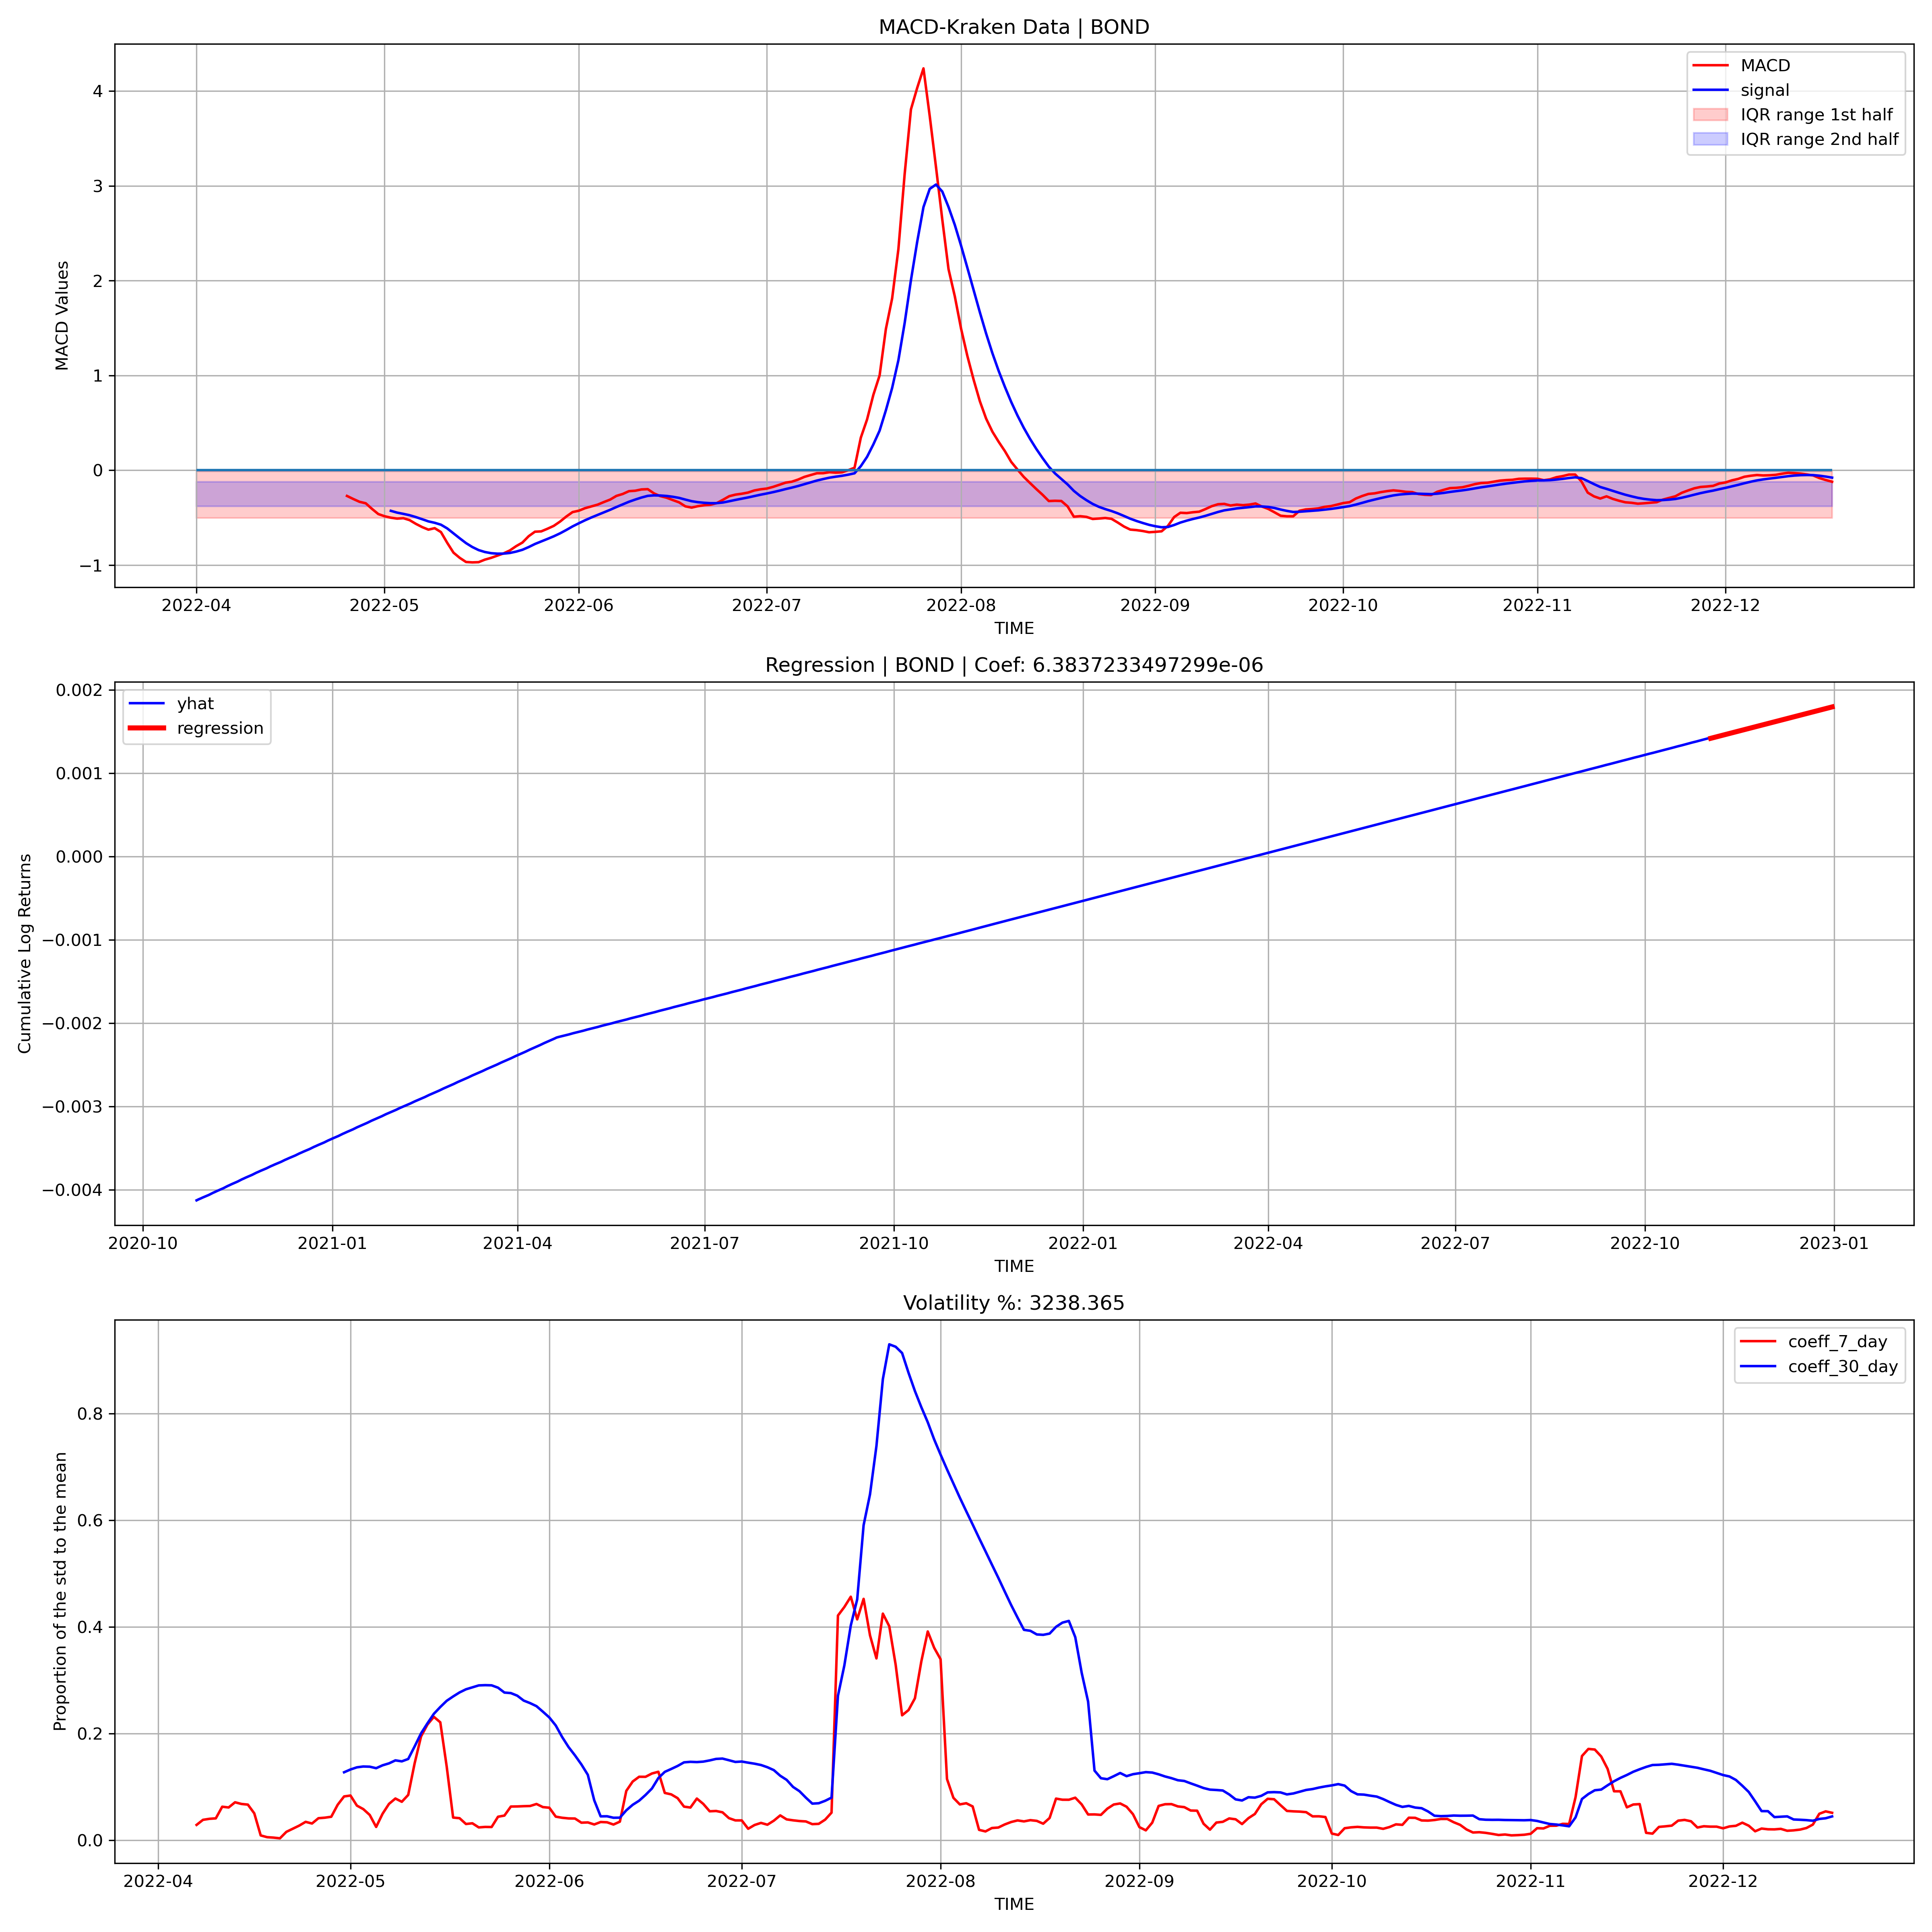 MACD-Kraken Data | BOND
MACD
signal
IQR range 1st half
IQR range 2nd half
MACD Values
4
3
2
1
0
−1
2022-04 2022-05 2022-06 2022-07 2022-08 2022-09 2022-10 2022-11 2022-12
TIME
Regression | BOND | Coef: 6.3837233497299e-06
yhat
regression
Cumulative Log Returns
0.002
0.001
0.000
−0.001
−0.002
−0.003
−0.004
2020-10 2021-01 2021-04 2021-07 2021-10 2022-01 2022-04 2022-07 2022-10 2023-01
TIME
Volatility %: 3238.365
coeff_7_day
coeff_30_day
Proportion of the std to the mean
0.8
0.6
0.4
0.2
0.0
2022-04 2022-05 2022-06 2022-07 2022-08 2022-09 2022-10 2022-11 2022-12
TIME